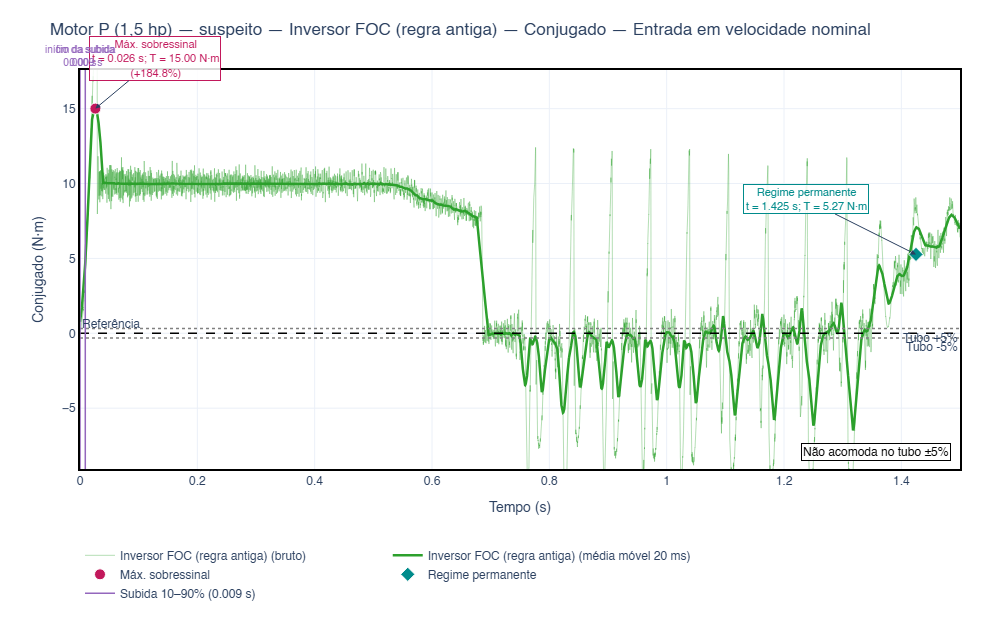 Motor P (1.5 hp) — suspeito — Inversor FOC (regra antiga) — Conjugado — Entrada em velocidade nominal
Máx. sobressinal
t = 0.026 s; T = 15.00 N·m
(+184.8%)
15
10
5
0
−5
Conjugado (N·m)
Referência
Regime permanente
t = 1.425 s; T = 5.27 N·m
Tubo +5%
Tubo -5%
Não acomoda no tubo ±5%
0
0.2
0.4
0.6
0.8
1
1.2
1.4
Tempo (s)
Inversor FOC (regra antiga) (bruto)
Inversor FOC (regra antiga) (média móvel 20 ms)
Máx. sobressinal
Regime permanente
Subida 10–90% (0.009 s)